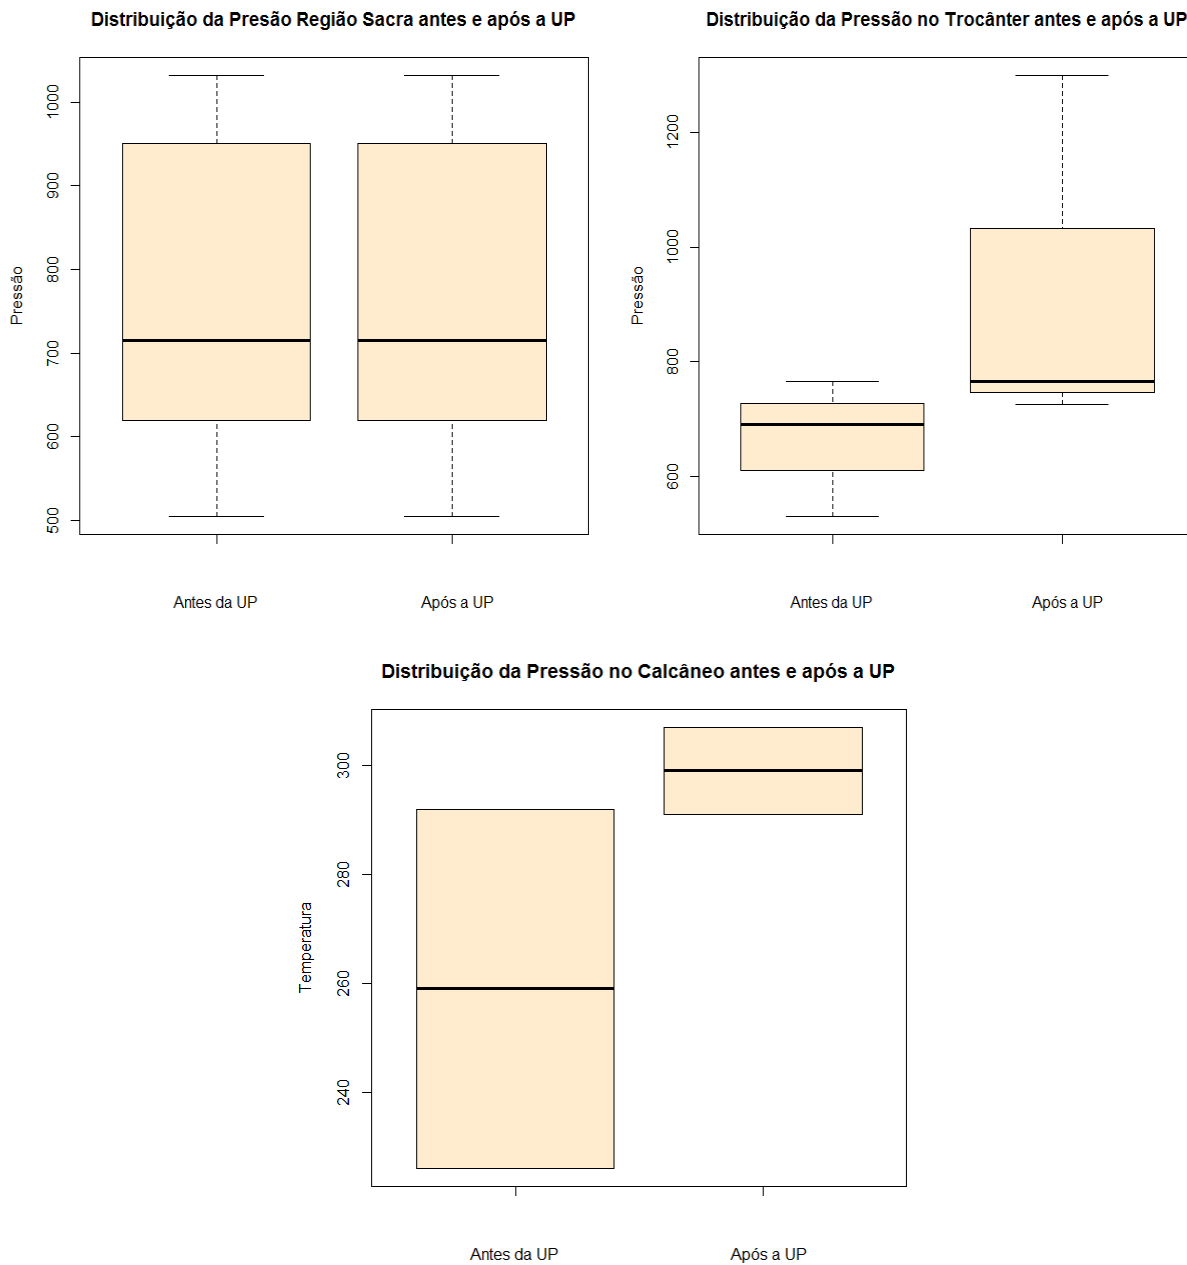 Distribuição da Presão Região Sacra antes e após a UP
Pressão
1000
900
800
700
600
500
Antes da UP
Após a UP
Distribuição da Pressão no Trocânter antes e após a UP
Pressão
1200
1000
800
600
Antes da UP
Após a UP
Distribuição da Pressão no Calcâneo antes e após a UP
Temperatura
300
280
260
240
Antes da UP
Após a UP